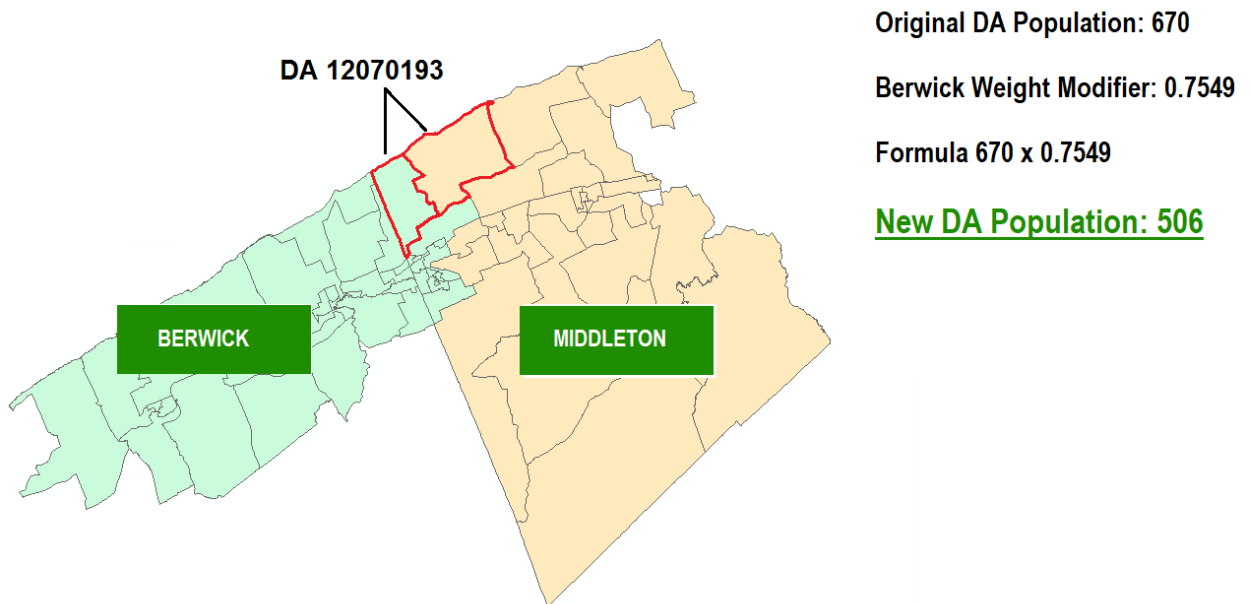 Original DA Population: 670
DA 12070193
Berwick Weight Modifier: 0.7549
Formula 670 x 0.7549
New DA Population: 506
BERWICK
MIDDLETON